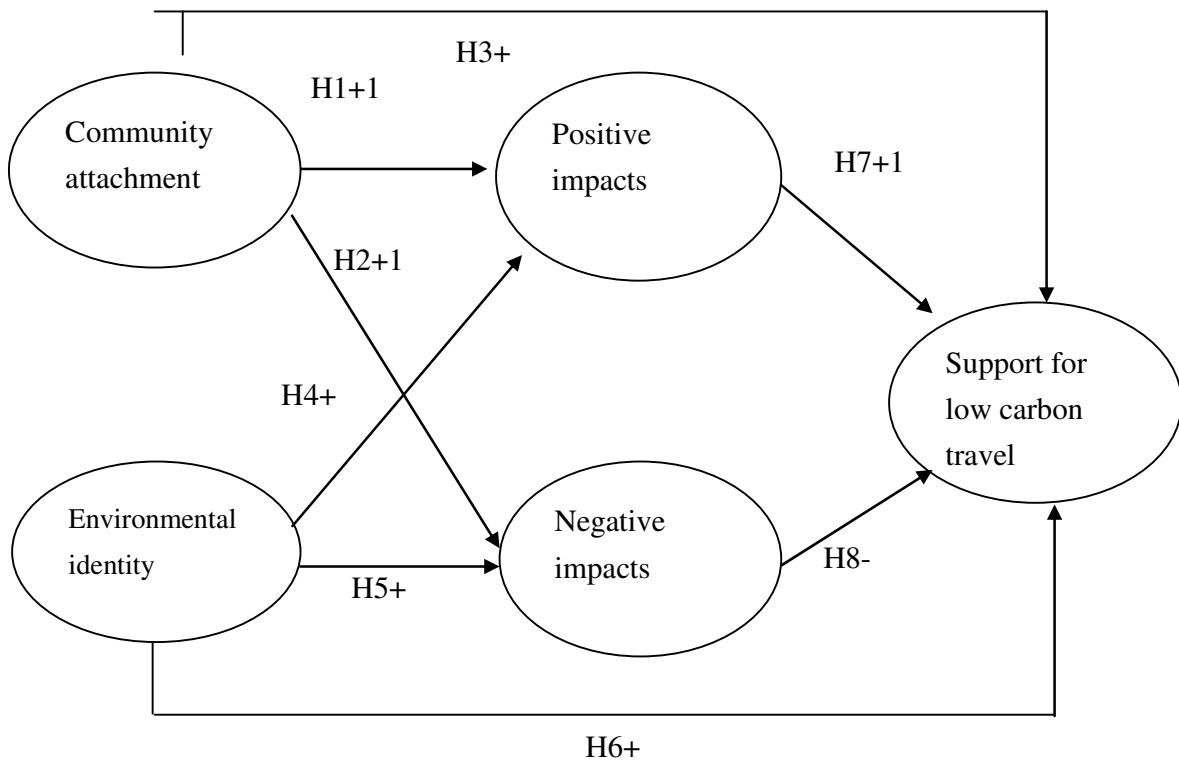 H3+
H1+1
Community
attachment
Positive
impacts
H7+1
H2+1
Support for
low carbon
travel
H4+
Environmental
identity
Negative
impacts
H5+
H8-
H6+